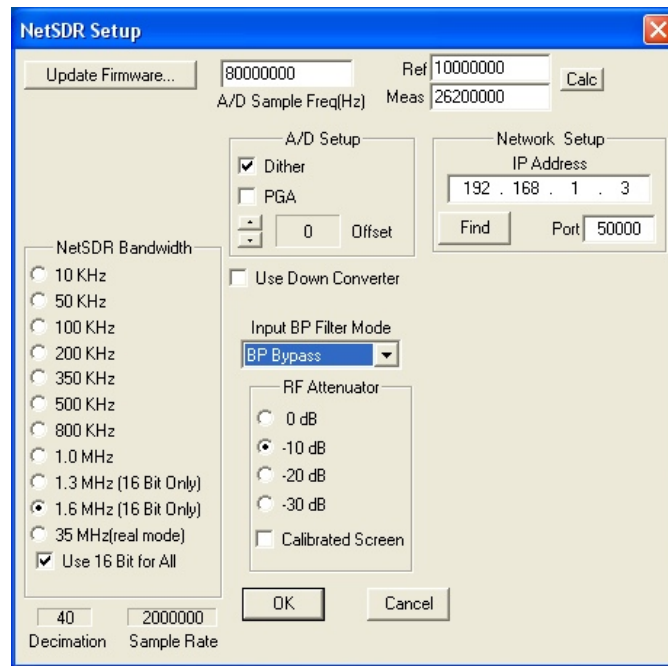 NetSDR Setup
Update Firmware...
80000000
A/D Sample Freq(Hz)
Ref 10000000
Meas 26200000
Calc
A/D Setup
Dither
PGA
0 Offset
Network Setup
IP Address
192 . 168 . 1 . 3
Find
Port 50000
NetSDR Bandwidth
10 KHz
50 KHz
100 KHz
200 KHz
350 KHz
500 KHz
800 KHz
1.0 MHz
1.3 MHz (16 Bit Only)
1.6 MHz (16 Bit Only)
35 MHz(real mode)
Use 16 Bit for All
Use Down Converter
Input BP Filter Mode
BP Bypass
RF Attenuator
0 dB
-10 dB
-20 dB
-30 dB
Calibrated Screen
40
Decimation
2000000
Sample Rate
OK
Cancel